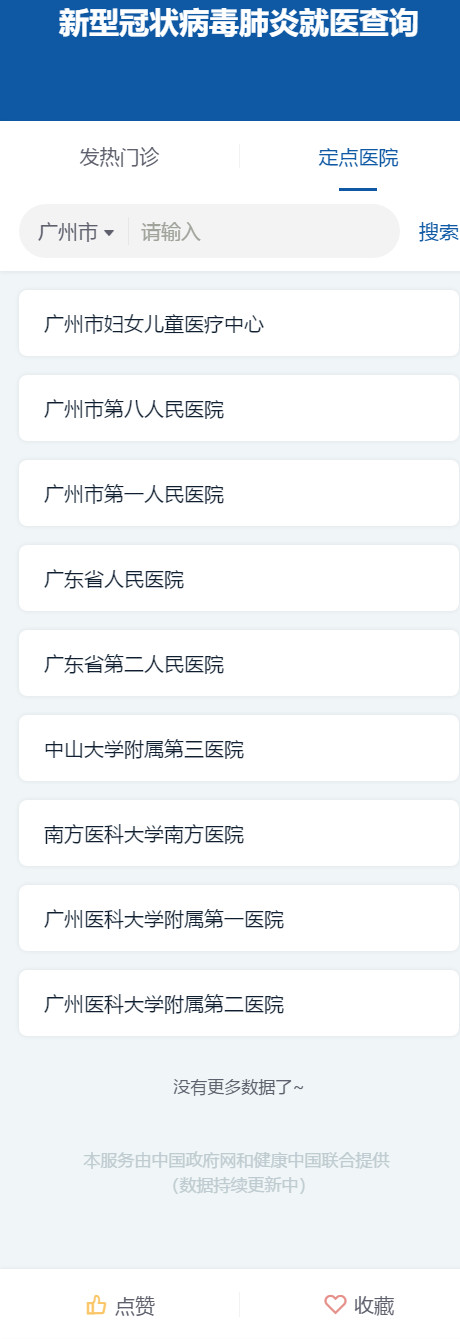 新型冠状病毒肺炎就医查询
发热门诊
定点医院
广州市
请输入
搜索
广州市妇女儿童医疗中心
广州市第八人民医院
广州市第一人民医院
广东省人民医院
广东省第二人民医院
中山大学附属第三医院
南方医科大学南方医院
广州医科大学附属第一医院
广州医科大学附属第二医院
没有更多数据了~
本服务由中国政府网和健康中国联合提供
(数据持续更新中)
点赞
收藏